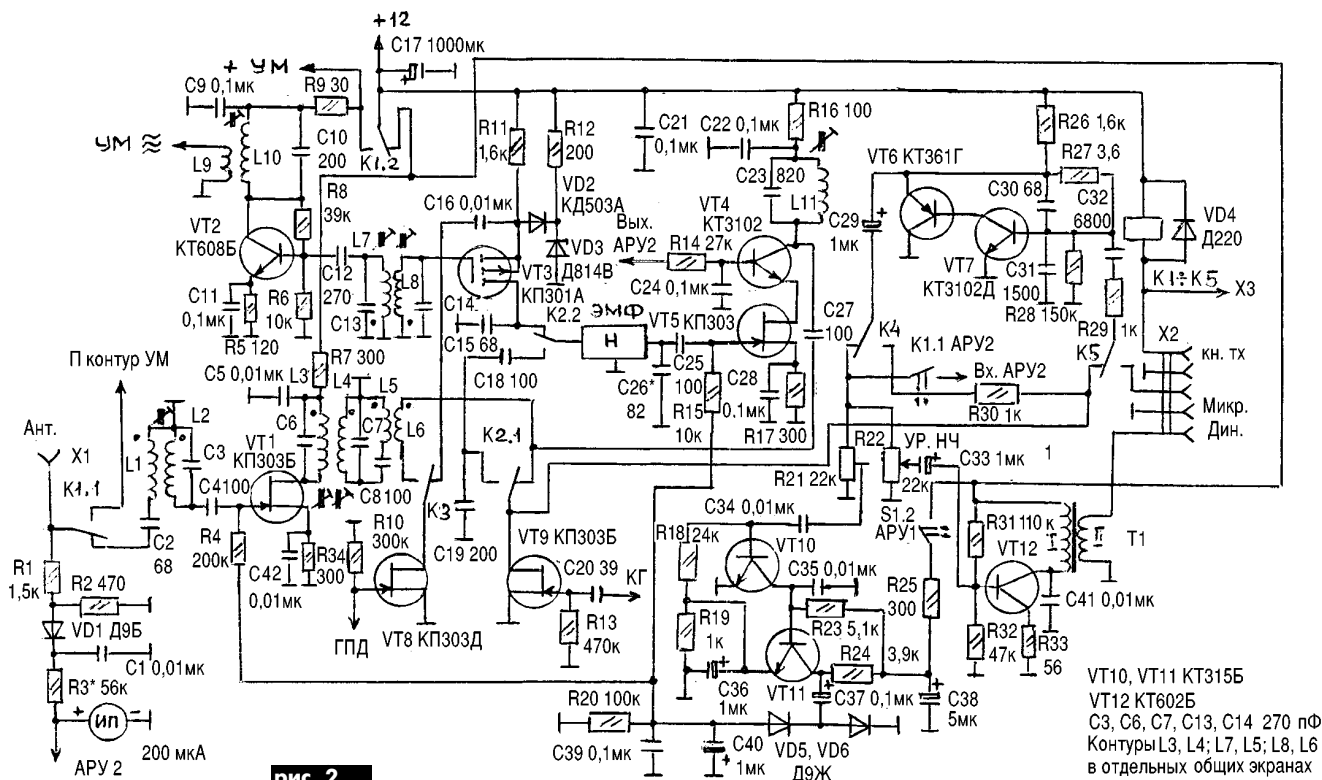 +12
C17 1000мк
+
+ УМ
C9 0,1мк
R9 30
УМ ≈
L9
L10
C10
200
K1,2
R11
1,6к
R12
200
C21
0,1мк
C22 0,1мк
R16 100
R26 1,6к
R27 3,6
VT6 КТ361Г
C30 68
C32
6800
VD4
Д220
R8
39к
VT2
КТ608Б
C16 0,01мк
VD2
КД503А
VD3
Д814В
C23
820
L11
VT4
КТ3102
Вых.
АРУ2
R14 27к
C29
1мк
+
VT7
КТ3102Д
C31
1500
R28 150к
R29
1к
K1÷K5
X3
C12
270
L7
L8
C13
C14
VT3
КП301А
C24 0,1мк
C11
0,1мк
R6
10к
R5 120
K2.2
ЭМФ
Н
VT5 КП303
C27
100
K4
K1.1 АРУ2
Вх. АРУ2
R30 1к
K5
X2
кн. тх
Микр.
Дин.
П контур УМ
R7 300
C15 68
C18 100
C26*
82
C25
100
R15
10к
C28
0.1мк
R17 300
C5 0,01мк
L3
L4
L5
L6
C6
C7
C8100
K2.1
K3
Ант.
X1
K1,1
L1
L2
C3
C2
68
C4100
VT1
КП303Б
R4
200к
R22
R21 22к
УР. НЧ
22к
C33 1мк
+
1
S1.2
АРУ1
R31 110 к
I
II
T1
VT12
C41 0,01мк
R1
1,5к
R2 470
VD1 Д9Б
C1 0,01мк
R3* 56к
+
ИП
-
200 мкА
АРУ 2
C42
0,01мк
R34
300
R10
300к
ГПД
VT8 КП303Д
C19 200
VT9 КП303Б
C20 39
КГ
R13
470к
R18
24к
C34 0,01мк
VT10
C35 0,01мк
R19
1к
R23 5,1к
R24
3,9к
R25
300
C36
1мк
+
VT11
C37 0,1мк
+
C38
5мк
+
R32
47к
R33
56
R20 100к
C39 0,1мк
C40
1мк
+
VD5, VD6
Д9Ж
VT10, VT11 КТ315Б
VT12 КТ602Б
C3, C6, C7, C13, C14 270 пФ
Контуры L3, L4; L7, L5; L8, L6
в отдельных общих экранах
рис. 2